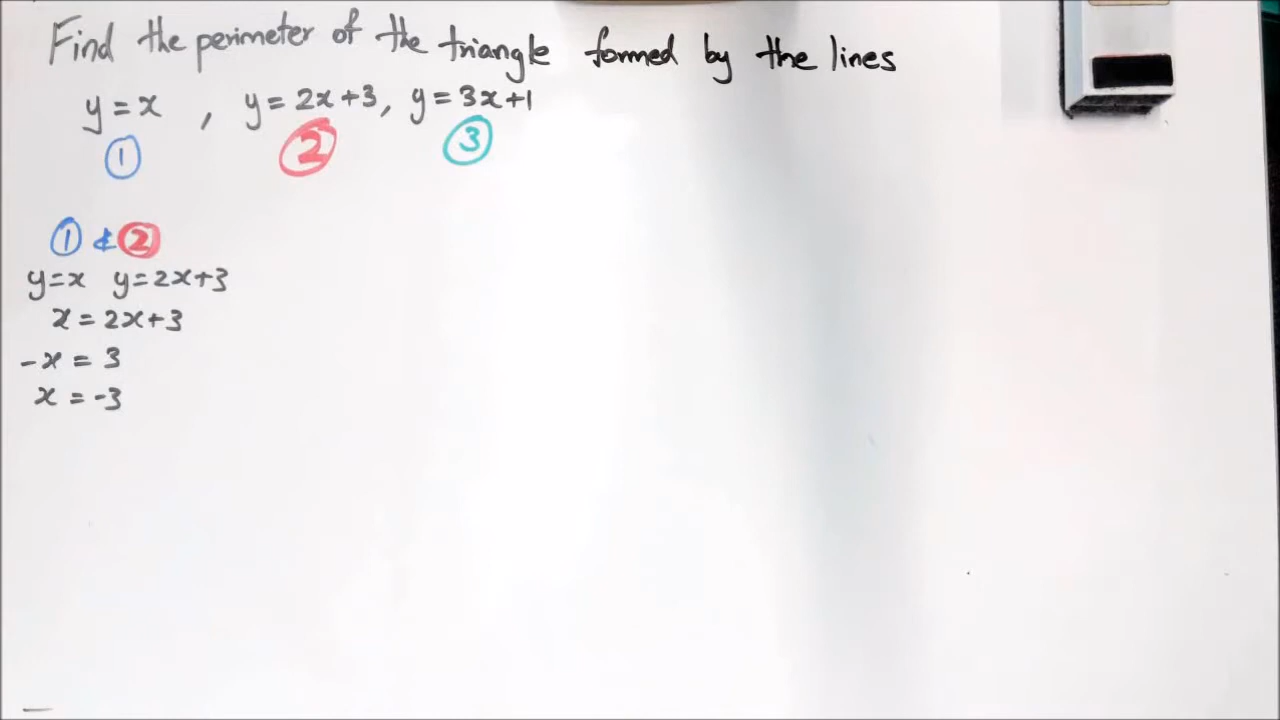 Find the perimeter of the triangle formed by the lines
y = x , y = 2x + 3, y = 3x + 1
① ② ③
① & ②
y = x y = 2x + 3
x = 2x + 3
-x = 3
x = -3